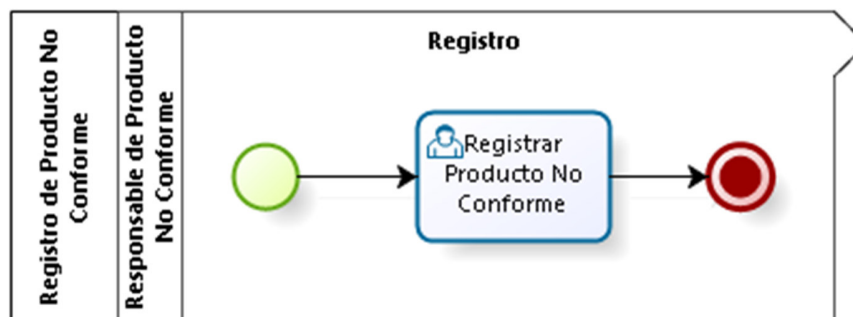 Registro de Producto No
Conforme
Responsable de Producto
No Conforme
Registro
Registrar
Producto No
Conforme